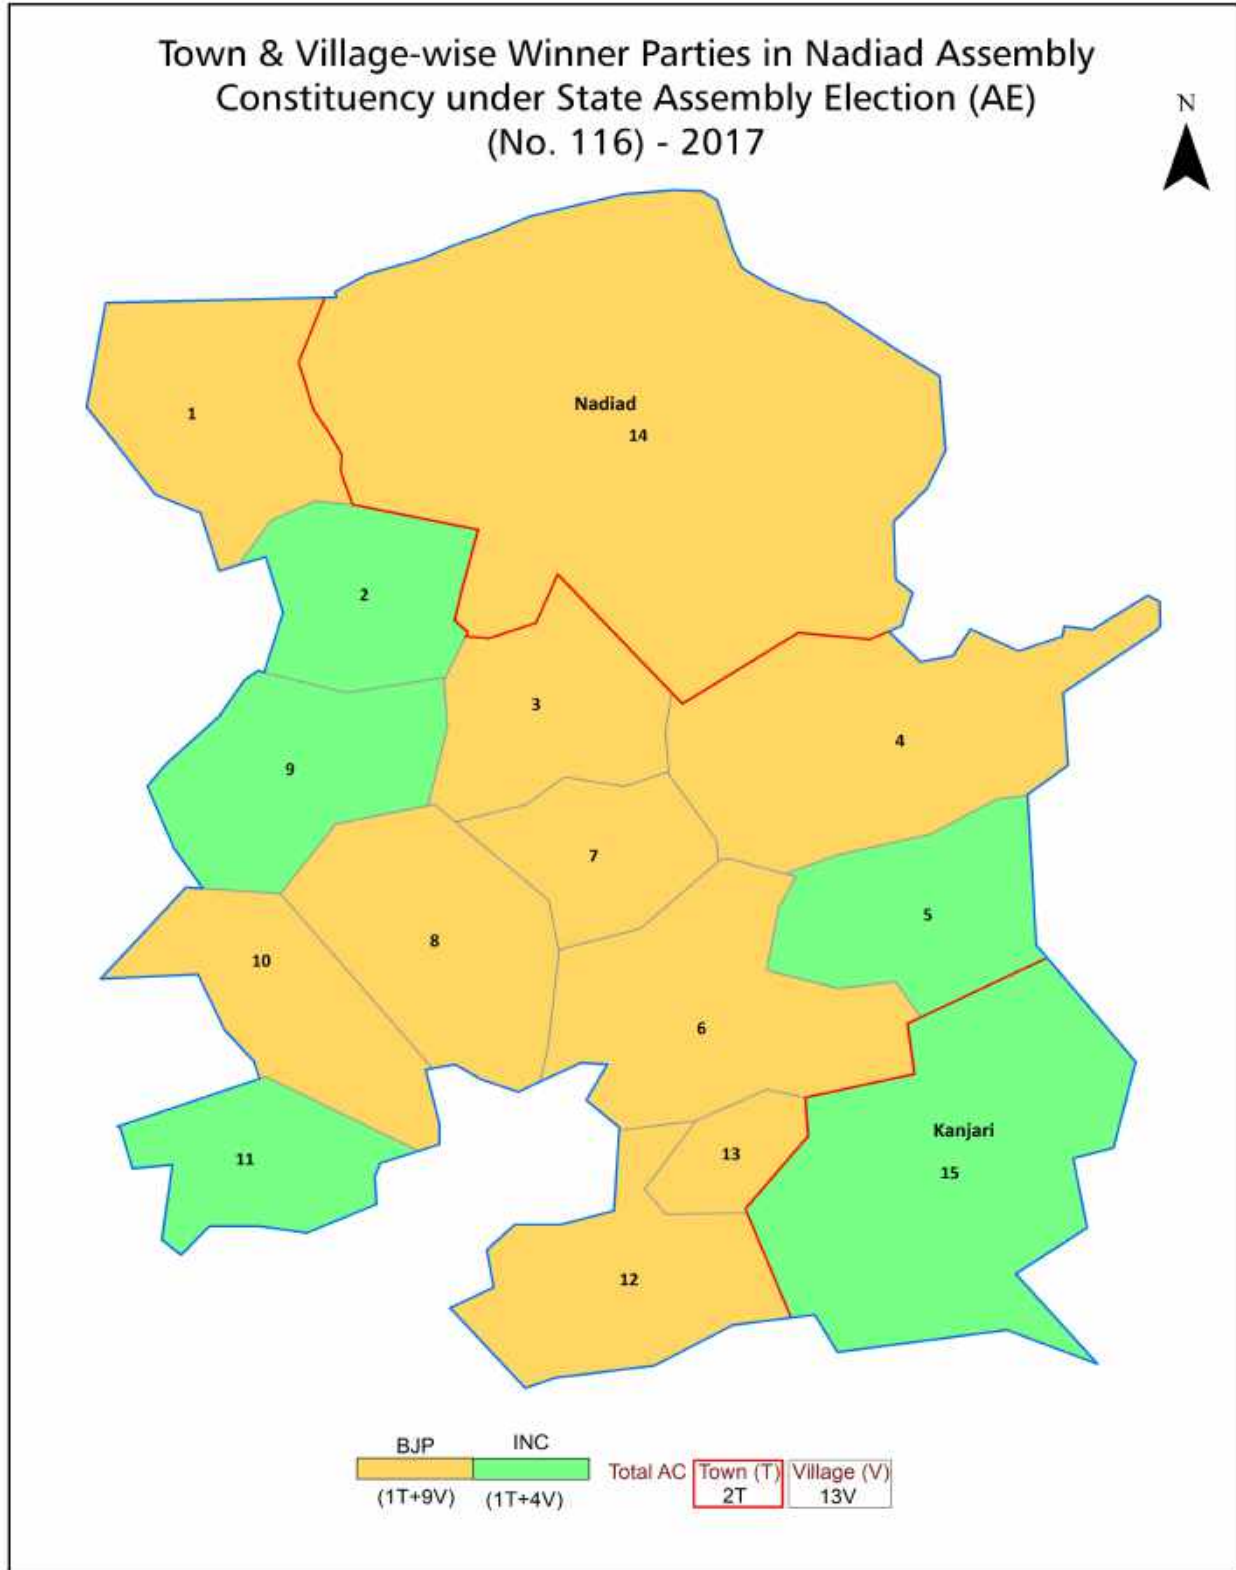 Town & Village-wise Winner Parties in Nadiad Assembly
Constituency under State Assembly Election (AE)
(No. 116) - 2017
N
Nadiad
14
1
2
3
4
9
7
5
8
10
6
Kanjari
13
11
15
12
BJP INC
Total AC Town (T) Village (V)
(1T+9V) (1T+4V) 2T 13V